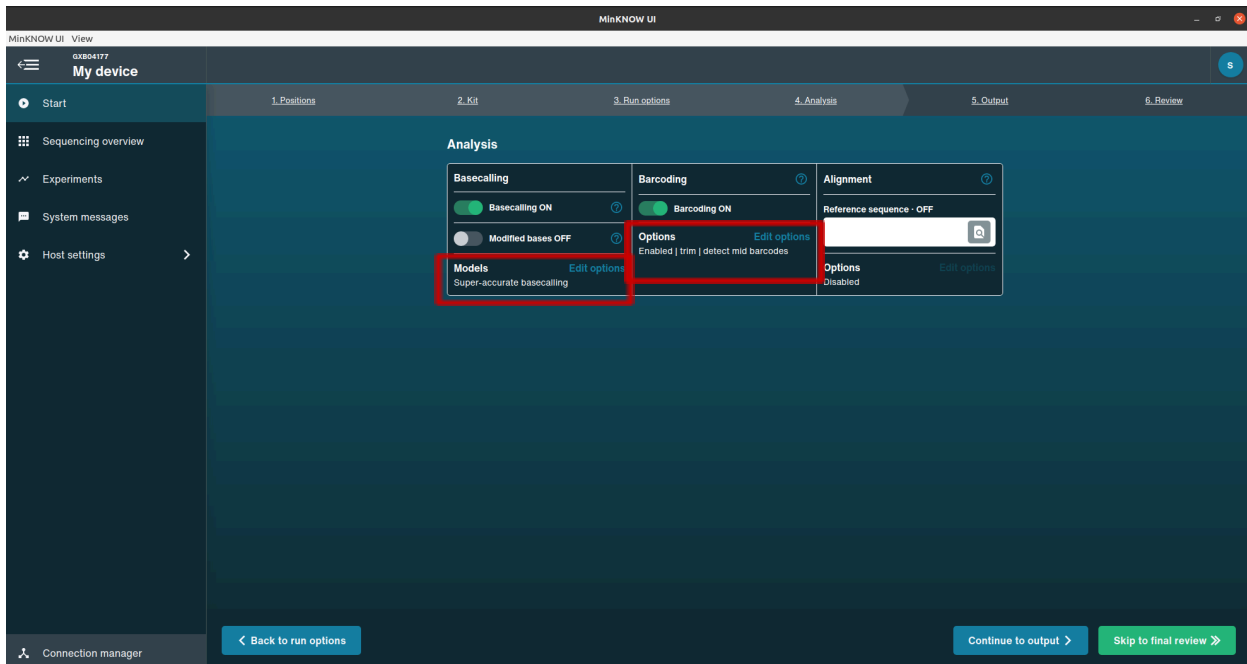 MinKNOW UI
MinKNOW UI View
GXB04177
My device
S
Start
Sequencing overview
Experiments
System messages
Host settings
Connection manager
1. Positions
2. Kit
3. Run options
4. Analysis
5. Output
6. Review
Analysis
Basecalling
Basecalling ON
Modified bases OFF
Models Edit options
Super-accurate basecalling
Barcoding
Barcoding ON
Options Edit options
Enabled | trim | detect mid barcodes
Alignment
Reference sequence · OFF
Options Edit options
Disabled
Back to run options
Continue to output
Skip to final review